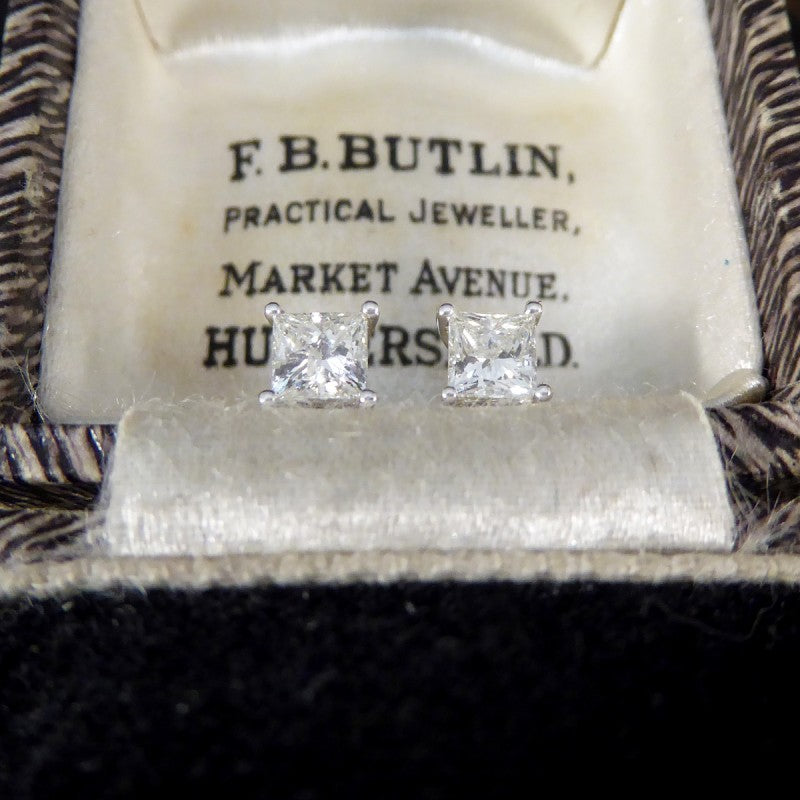 F. B. BUTLIN,
PRACTICAL JEWELLER,
MARKET AVENUE,